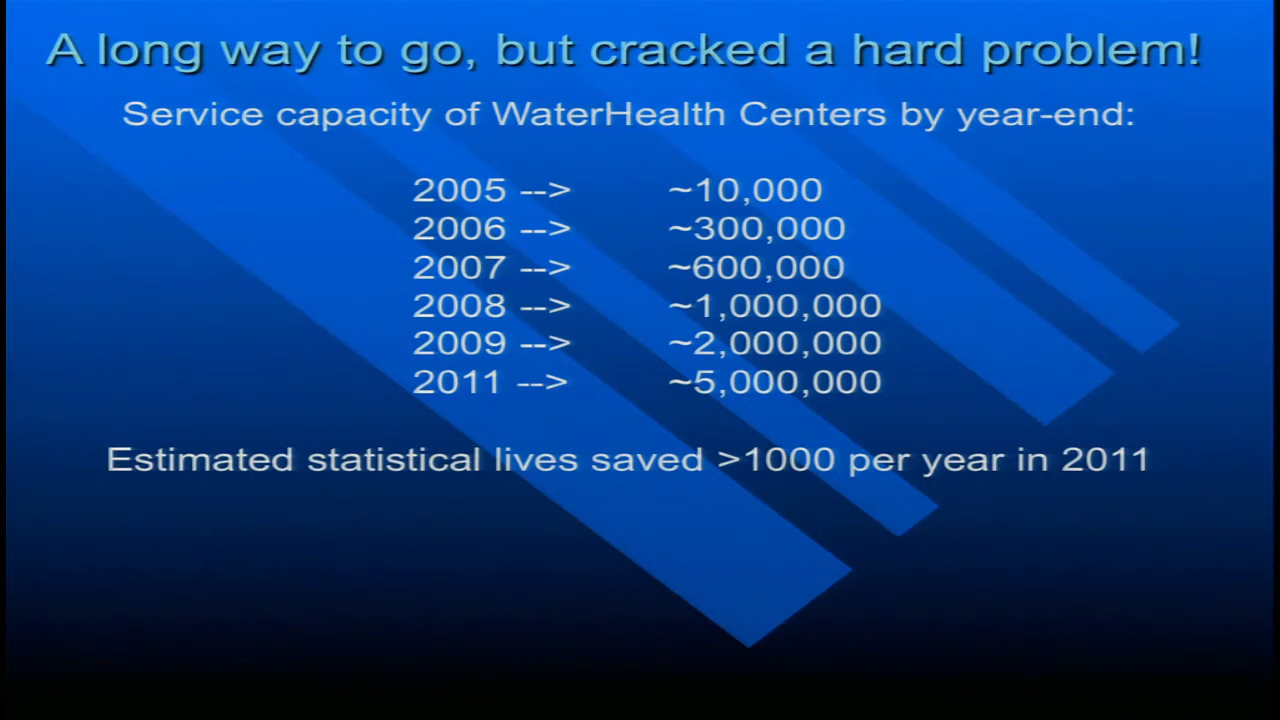 A long way to go, but cracked a hard problem!
Service capacity of WaterHealth Centers by year-end:
2005 --> ~10,000
2006 --> ~300,000
2007 --> ~600,000
2008 --> ~1,000,000
2009 --> ~2,000,000
2011 --> ~5,000,000
Estimated statistical lives saved >1000 per year in 2011